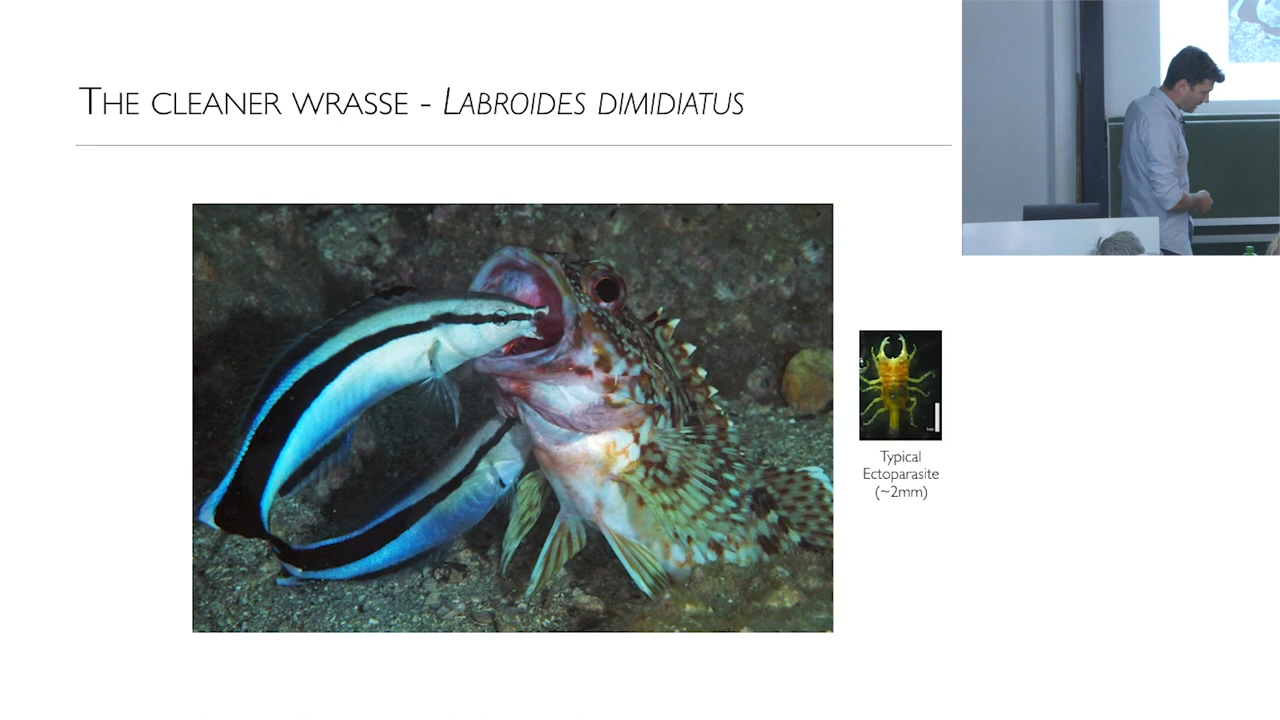 THE CLEANER WRASSE - LABROIDES DIMIDIATUS
Typical
Ectoparasite
(~2mm)